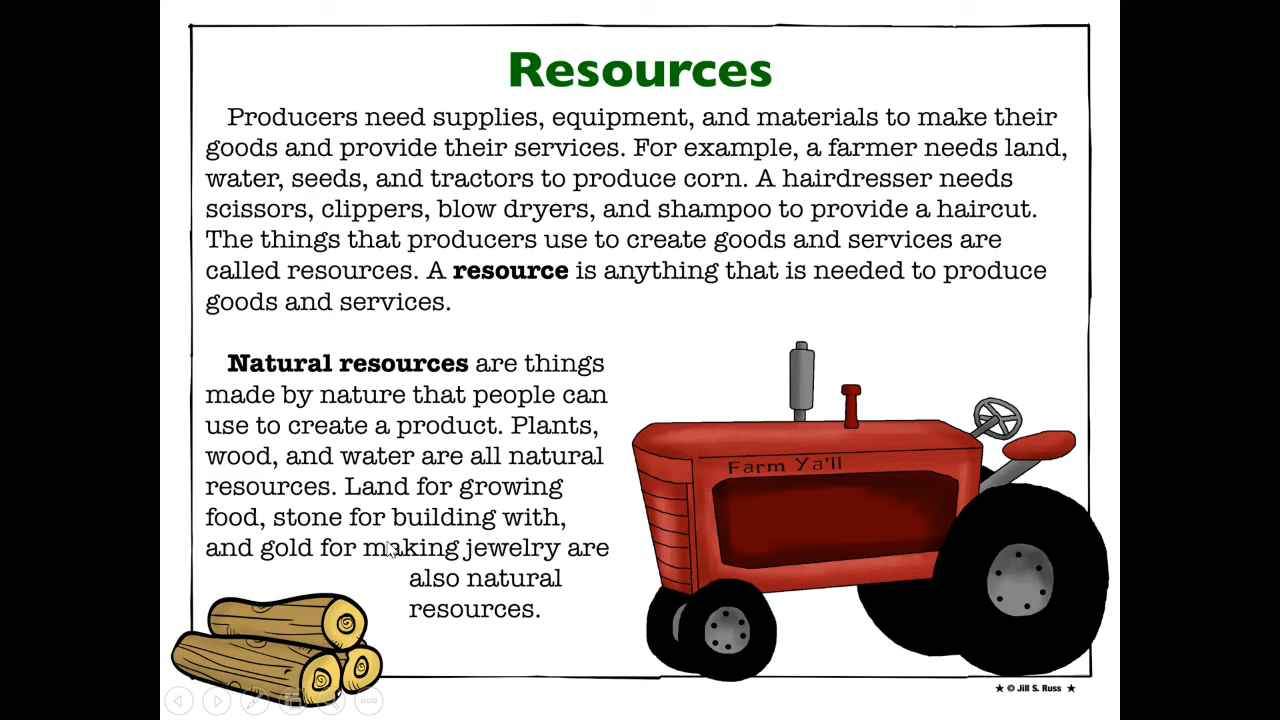 Resources
Producers need supplies, equipment, and materials to make their
goods and provide their services. For example, a farmer needs land,
water, seeds, and tractors to produce corn. A hairdresser needs
scissors, clippers, blow dryers, and shampoo to provide a haircut.
The things that producers use to create goods and services are
called resources. A resource is anything that is needed to produce
goods and services.
Natural resources are things
made by nature that people can
use to create a product. Plants,
wood, and water are all natural
resources. Land for growing
food, stone for building with,
and gold for making jewelry are
also natural
resources.
Farm Ya'll
★ © Jill S. Russ ★